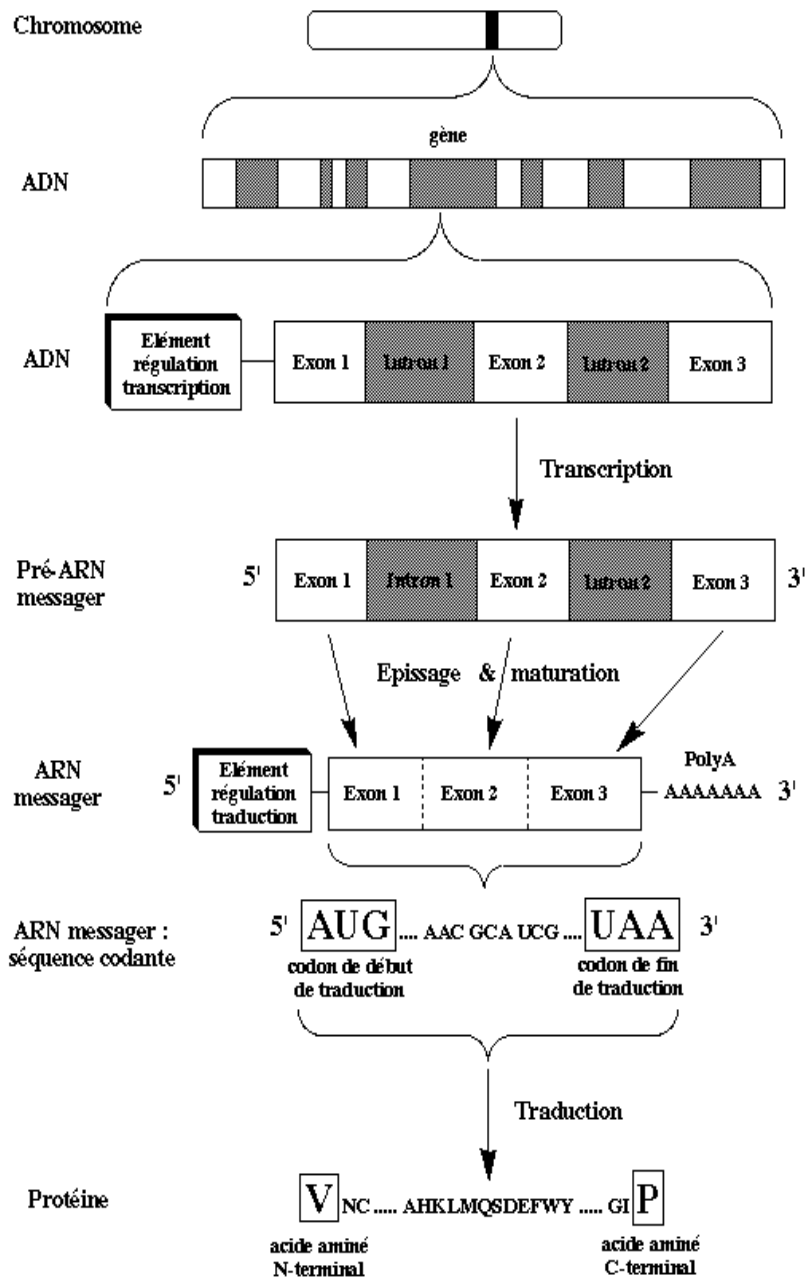 Chromosome
gène
ADN
ADN
Elément
régulation
transcription
Exon 1
Intron 1
Exon 2
Intron 2
Exon 3
Transcription
Pré-ARN
messager
5'
Exon 1
Intron 1
Exon 2
Intron 2
Exon 3
3'
Epissage & maturation
ARN
messager
5'
Elément
régulation
traduction
Exon 1
Exon 2
Exon 3
PolyA
AAAAAAA
3'
ARN messager :
séquence codante
5'
AUG .... AAC GCA UCG .... UAA
3'
codon de début
de traduction
codon de fin
de traduction
Traduction
Protéine
V NC ..... AHKLMQSDEFWY ..... GI P
acide aminé
N-terminal
acide aminé
C-terminal